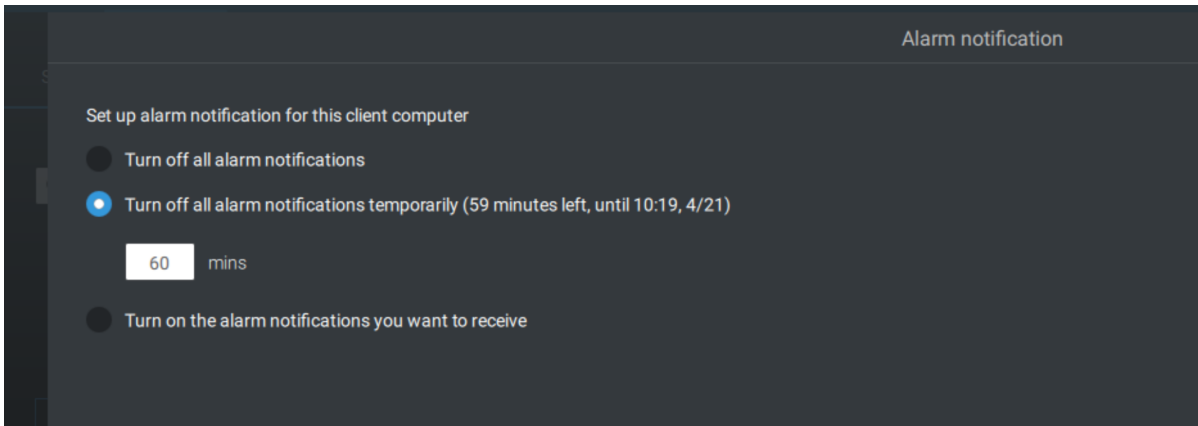 Alarm notification
Set up alarm notification for this client computer
Turn off all alarm notifications
Turn off all alarm notifications temporarily (59 minutes left, until 10:19, 4/21)
60 mins
Turn on the alarm notifications you want to receive